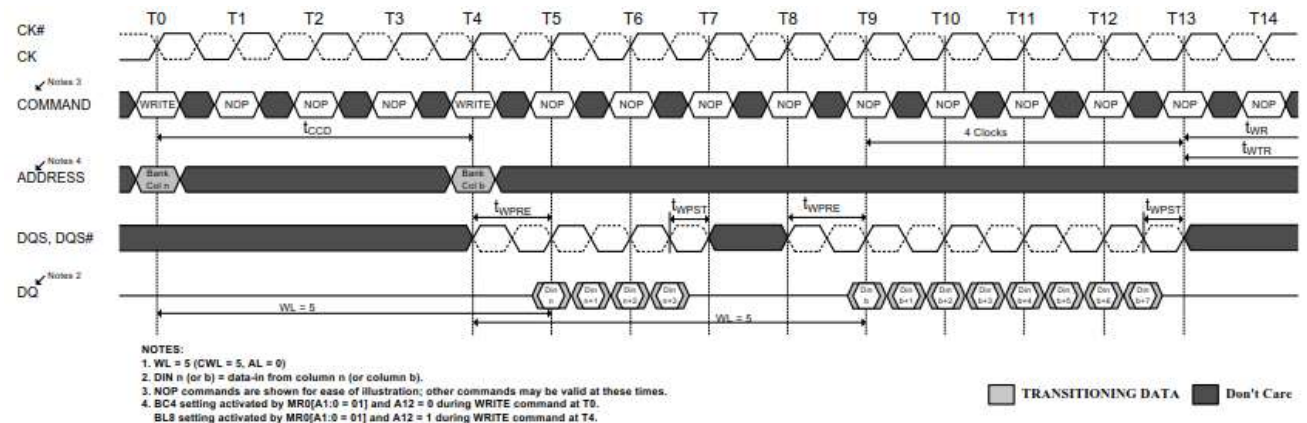 T0 T1 T2 T3 T4 T5 T6 T7 T8 T9 T10 T11 T12 T13 T14
CK#
CK
Notes 3
COMMAND WRITE NOP NOP NOP WRITE NOP NOP NOP NOP NOP NOP NOP NOP NOP NOP
tCCD 4 Clocks tWR
tWTR
Notes 4
ADDRESS Bank Col n Bank Col b
tWPRE tWPST tWPRE tWPST
DQS, DQS#
Notes 2
DQ Din n Din n+1 Din n+2 Din n+3 Din b Din b+1 Din b+2 Din b+3 Din b+4 Din b+5 Din b+6 Din b+7
WL = 5 WL = 5
NOTES:
1. WL = 5 (CWL = 5, AL = 0)
2. DIN n (or b) = data-in from column n (or column b).
3. NOP commands are shown for ease of illustration; other commands may be valid at these times.
4. BC4 setting activated by MR0[A1:0 = 01] and A12 = 0 during WRITE command at T0.
BL8 setting activated by MR0[A1:0 = 01] and A12 = 1 during WRITE command at T4.
TRANSITIONING DATA Don't Care